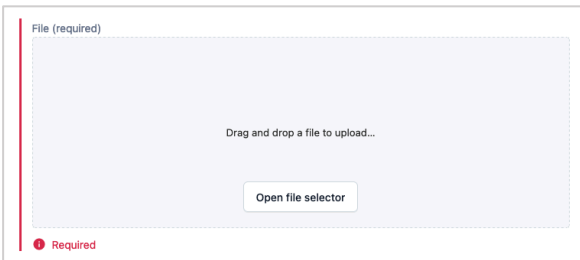 File (required)
Drag and drop a file to upload...
Open file selector
Required